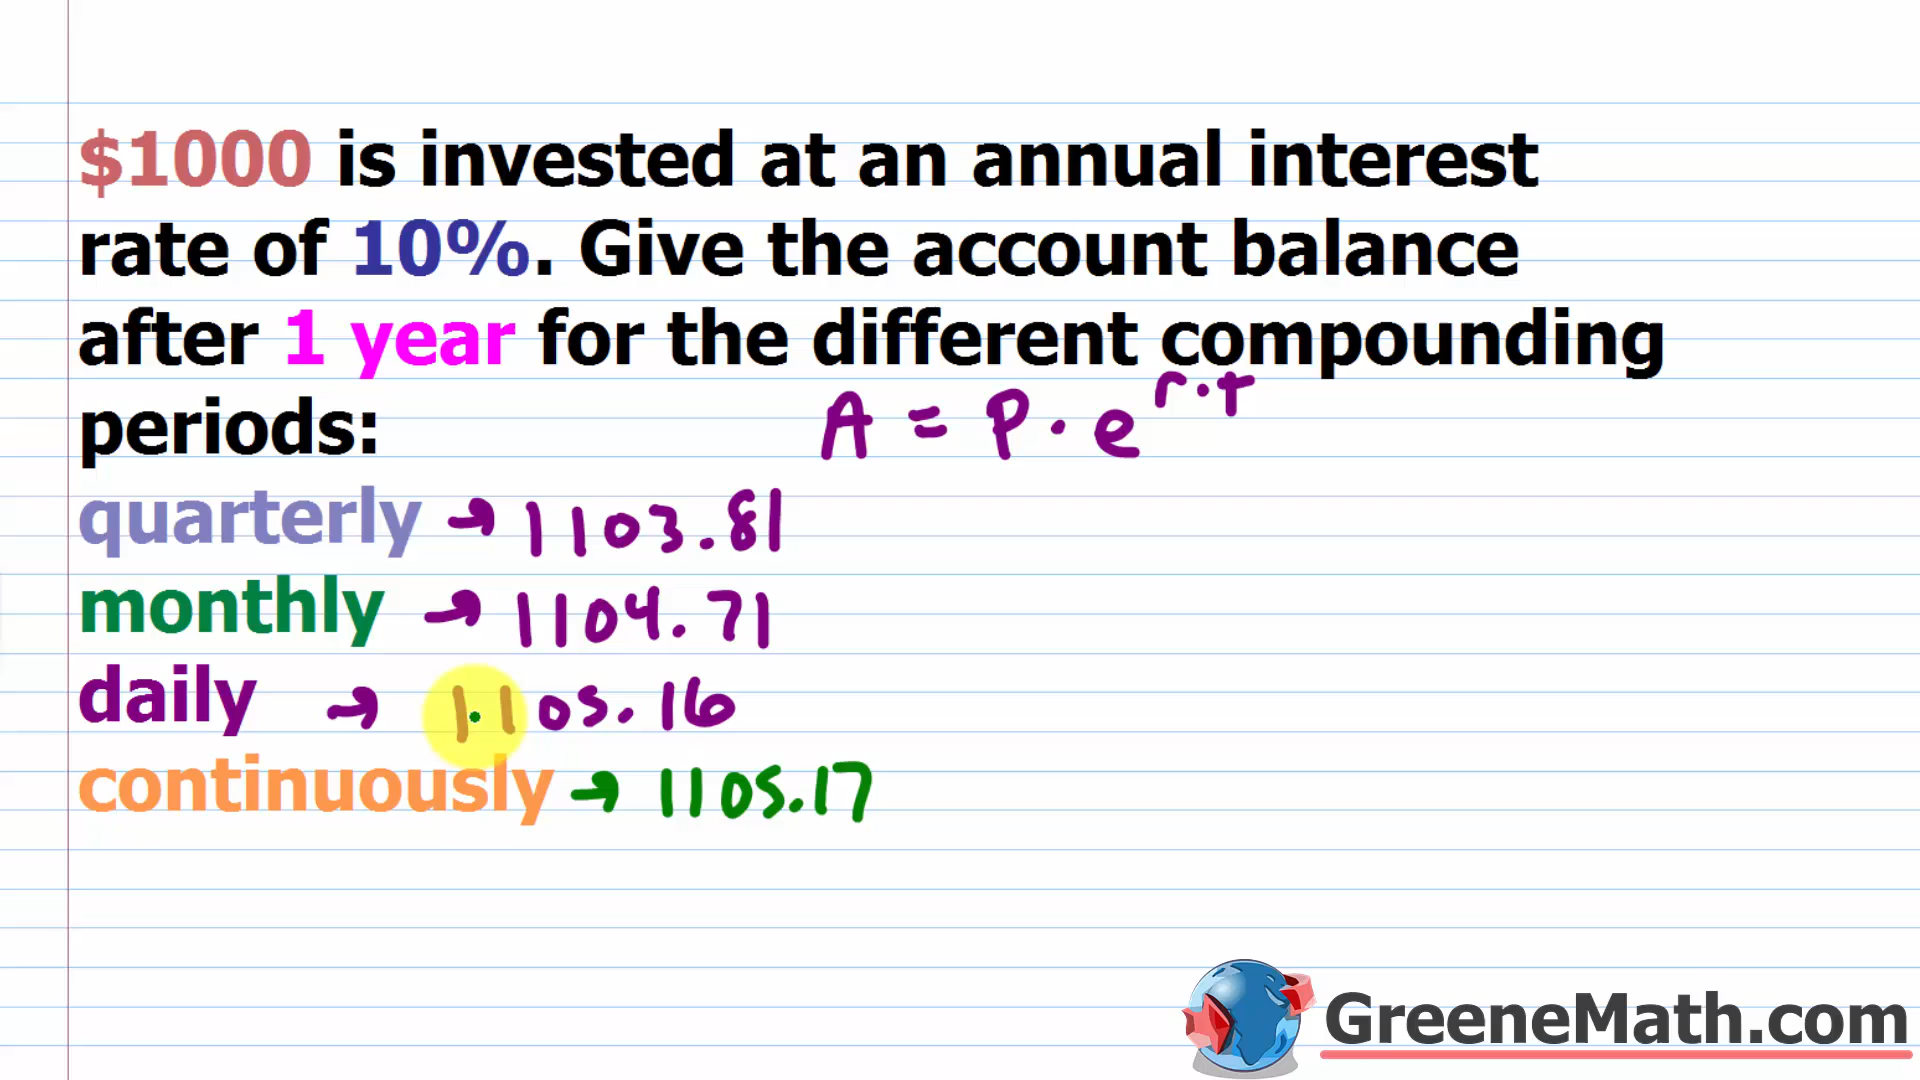 $1000 is invested at an annual interest
rate of 10%. Give the account balance
after 1 year for the different compounding
periods:
A = P · e^r·t
quarterly → 1103.81
monthly → 1104.71
daily → 1105.16
continuously → 1105.17
GreeneMath.com